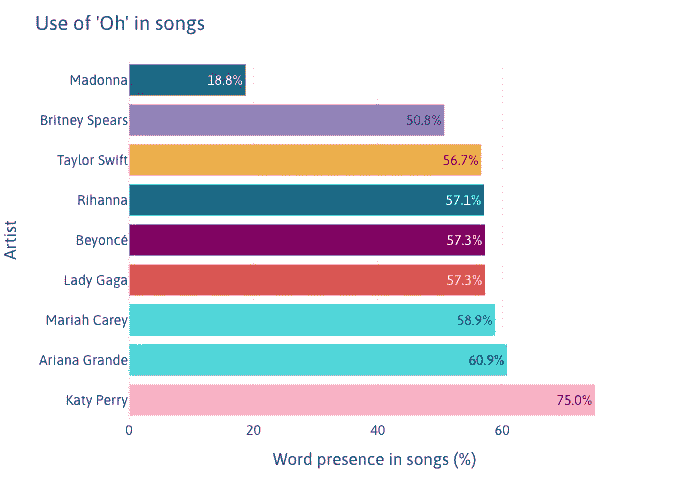 Use of 'Oh' in songs
Artist
Madonna 18.8%
Britney Spears 50.8%
Taylor Swift 56.7%
Rihanna 57.1%
Beyoncé 57.3%
Lady Gaga 57.3%
Mariah Carey 58.9%
Ariana Grande 60.9%
Katy Perry 75.0%
0 20 40 60
Word presence in songs (%)